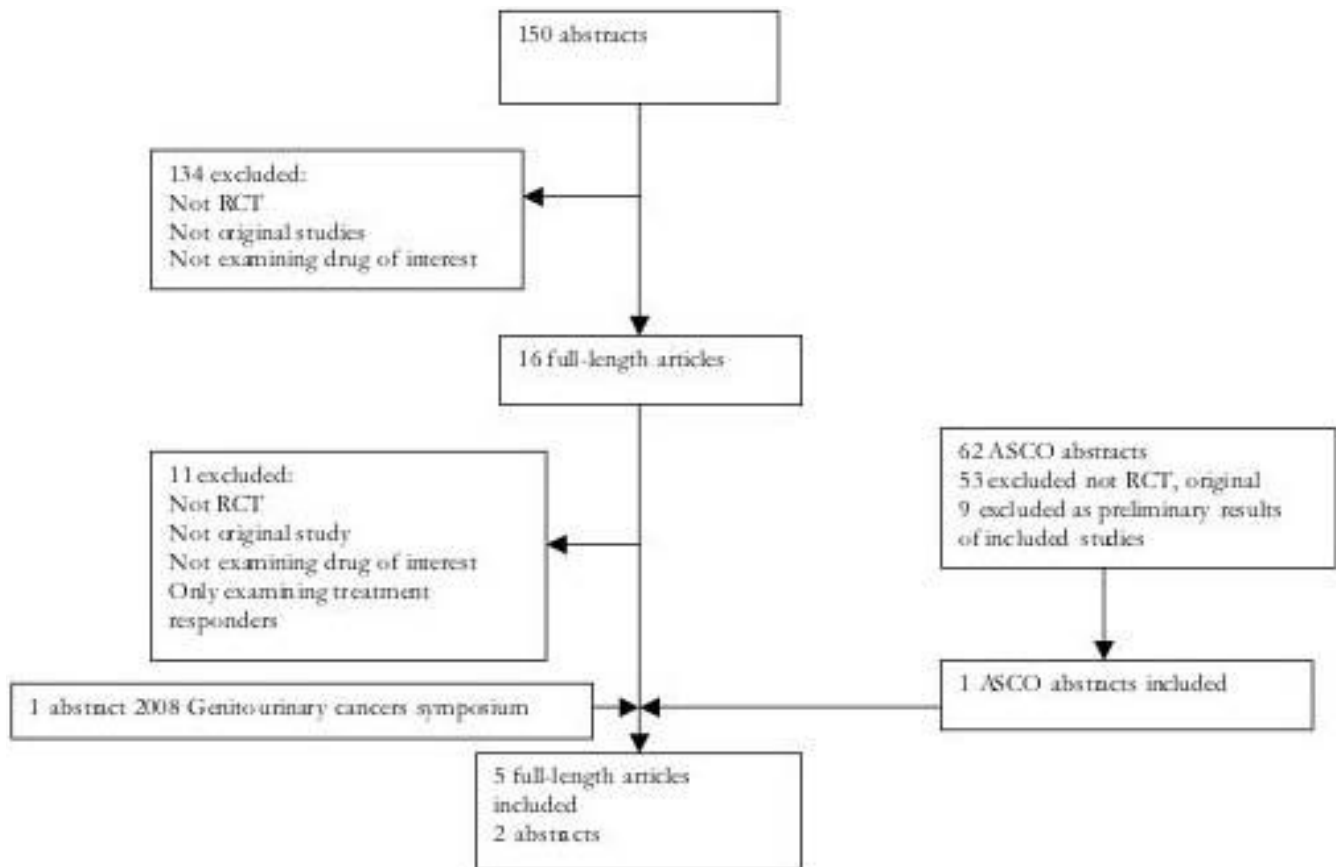 150 abstracts
134 excluded:
Not RCT
Not original studies
Not examining drug of interest
16 full-length articles
11 excluded:
Not RCT
Not original study
Not examining drug of interest
Only examining treatment
responders
62 ASCO abstracts
53 excluded not RCT, original
9 excluded as preliminary results
of included studies
1 abstract 2008 Genitourinary cancers symposium
1 ASCO abstracts included
5 full-length articles
included
2 abstracts